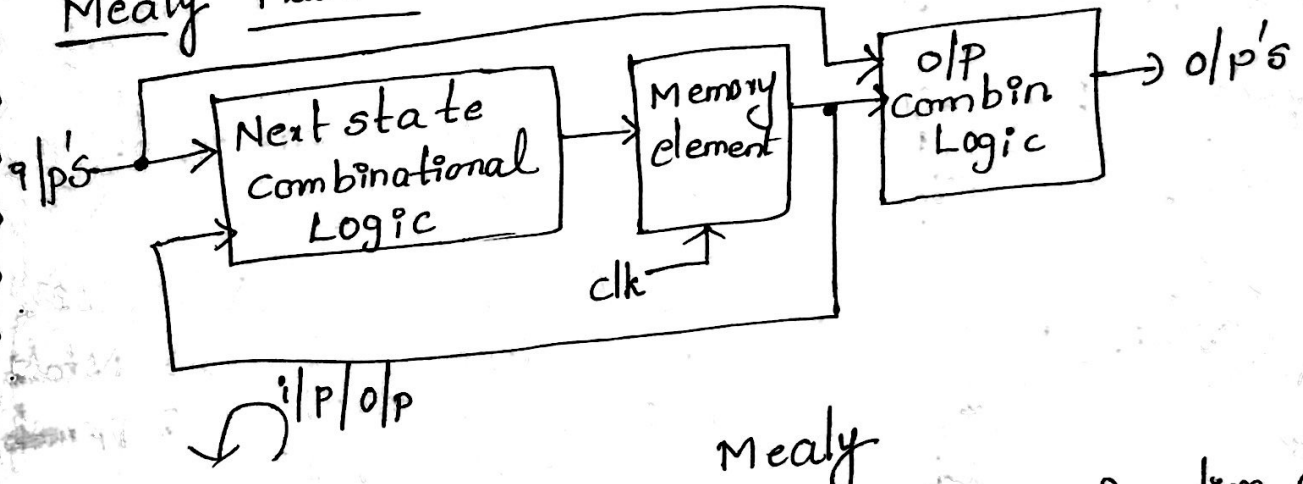 Mealy
i/p's
Next state
Combinational
Logic
Memory
element
clk
o/p
Combin
Logic
o/p's
i/p/o/p
Mealy